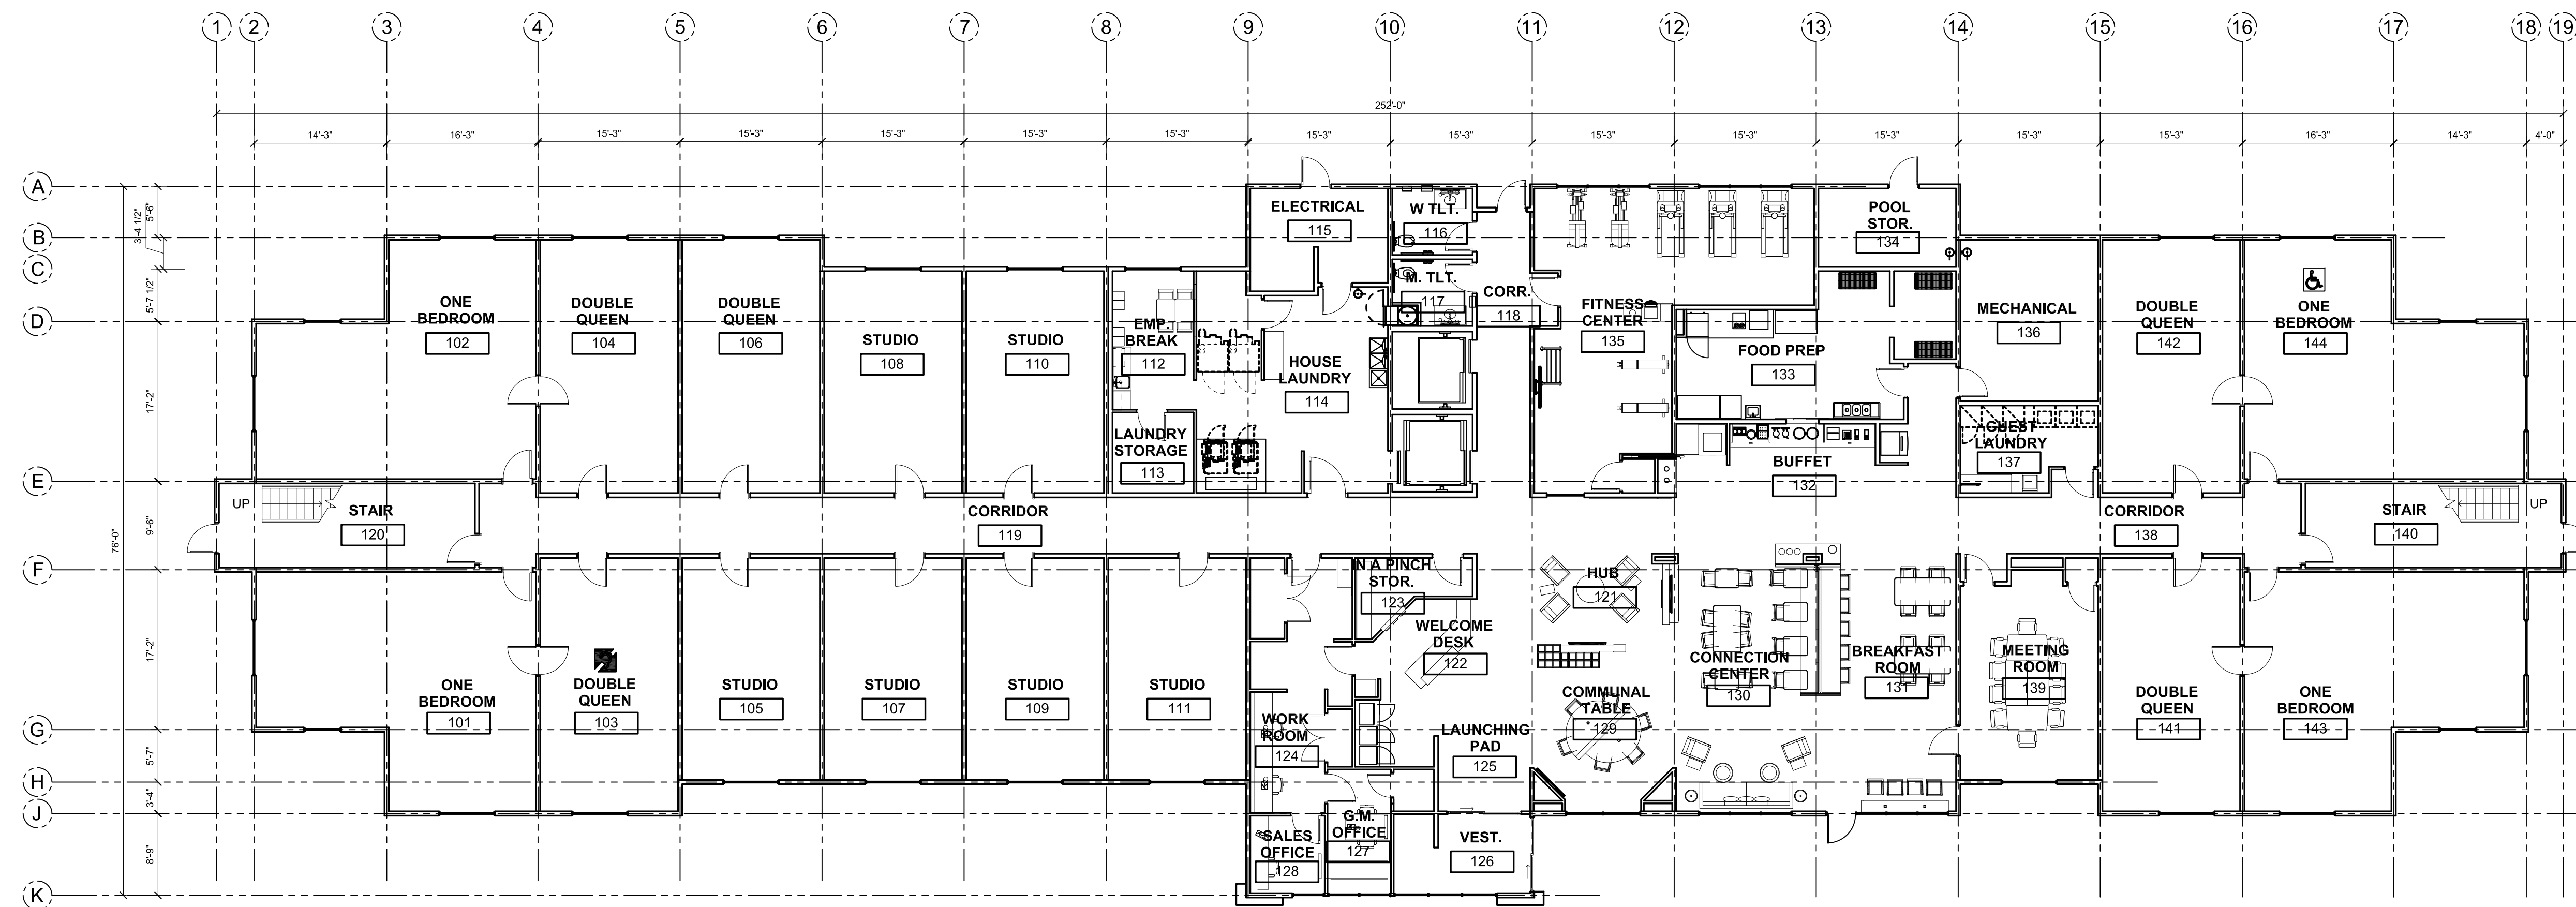 1 2 3 4 5 6 7 8 9 10 11 12 13 14 15 16 17 18 19
252'-0"
14'-3" 16'-3" 15'-3" 15'-3" 15'-3" 15'-3" 15'-3" 15'-3" 15'-3" 15'-3" 15'-3" 15'-3" 15'-3" 15'-3" 16'-3" 14'-3" 4'-0"
A
B
C
D
E
F
G
H
J
K
76'-0"
5'-6"
3'-4 1/2"
5'-7 1/2"
17'-2"
9'-6"
17'-2"
5'-7"
3'-4"
8'-9"
ONE
BEDROOM
102
DOUBLE
QUEEN
104
DOUBLE
QUEEN
106
STUDIO
108
STUDIO
110
EMP.
BREAK
112
LAUNDRY
STORAGE
113
HOUSE
LAUNDRY
114
ELECTRICAL
115
W TLT.
116
M. TLT.
117
CORR.
118
FITNESS
CENTER
135
POOL
STOR.
134
FOOD PREP
133
BUFFET
132
MECHANICAL
136
GUEST
LAUNDRY
137
DOUBLE
QUEEN
142
ONE
BEDROOM
144
UP
STAIR
120
CORRIDOR
119
CORRIDOR
138
STAIR
140
UP
ONE
BEDROOM
101
DOUBLE
QUEEN
103
STUDIO
105
STUDIO
107
STUDIO
109
STUDIO
111
IN A PINCH
STOR.
123
WELCOME
DESK
122
HUB
121
WORK
ROOM
124
LAUNCHING
PAD
125
COMMUNAL
TABLE
129
CONNECTION
CENTER
130
BREAKFAST
ROOM
131
MEETING
ROOM
139
DOUBLE
QUEEN
141
ONE
BEDROOM
143
SALES
OFFICE
128
G.M.
OFFICE
127
VEST.
126